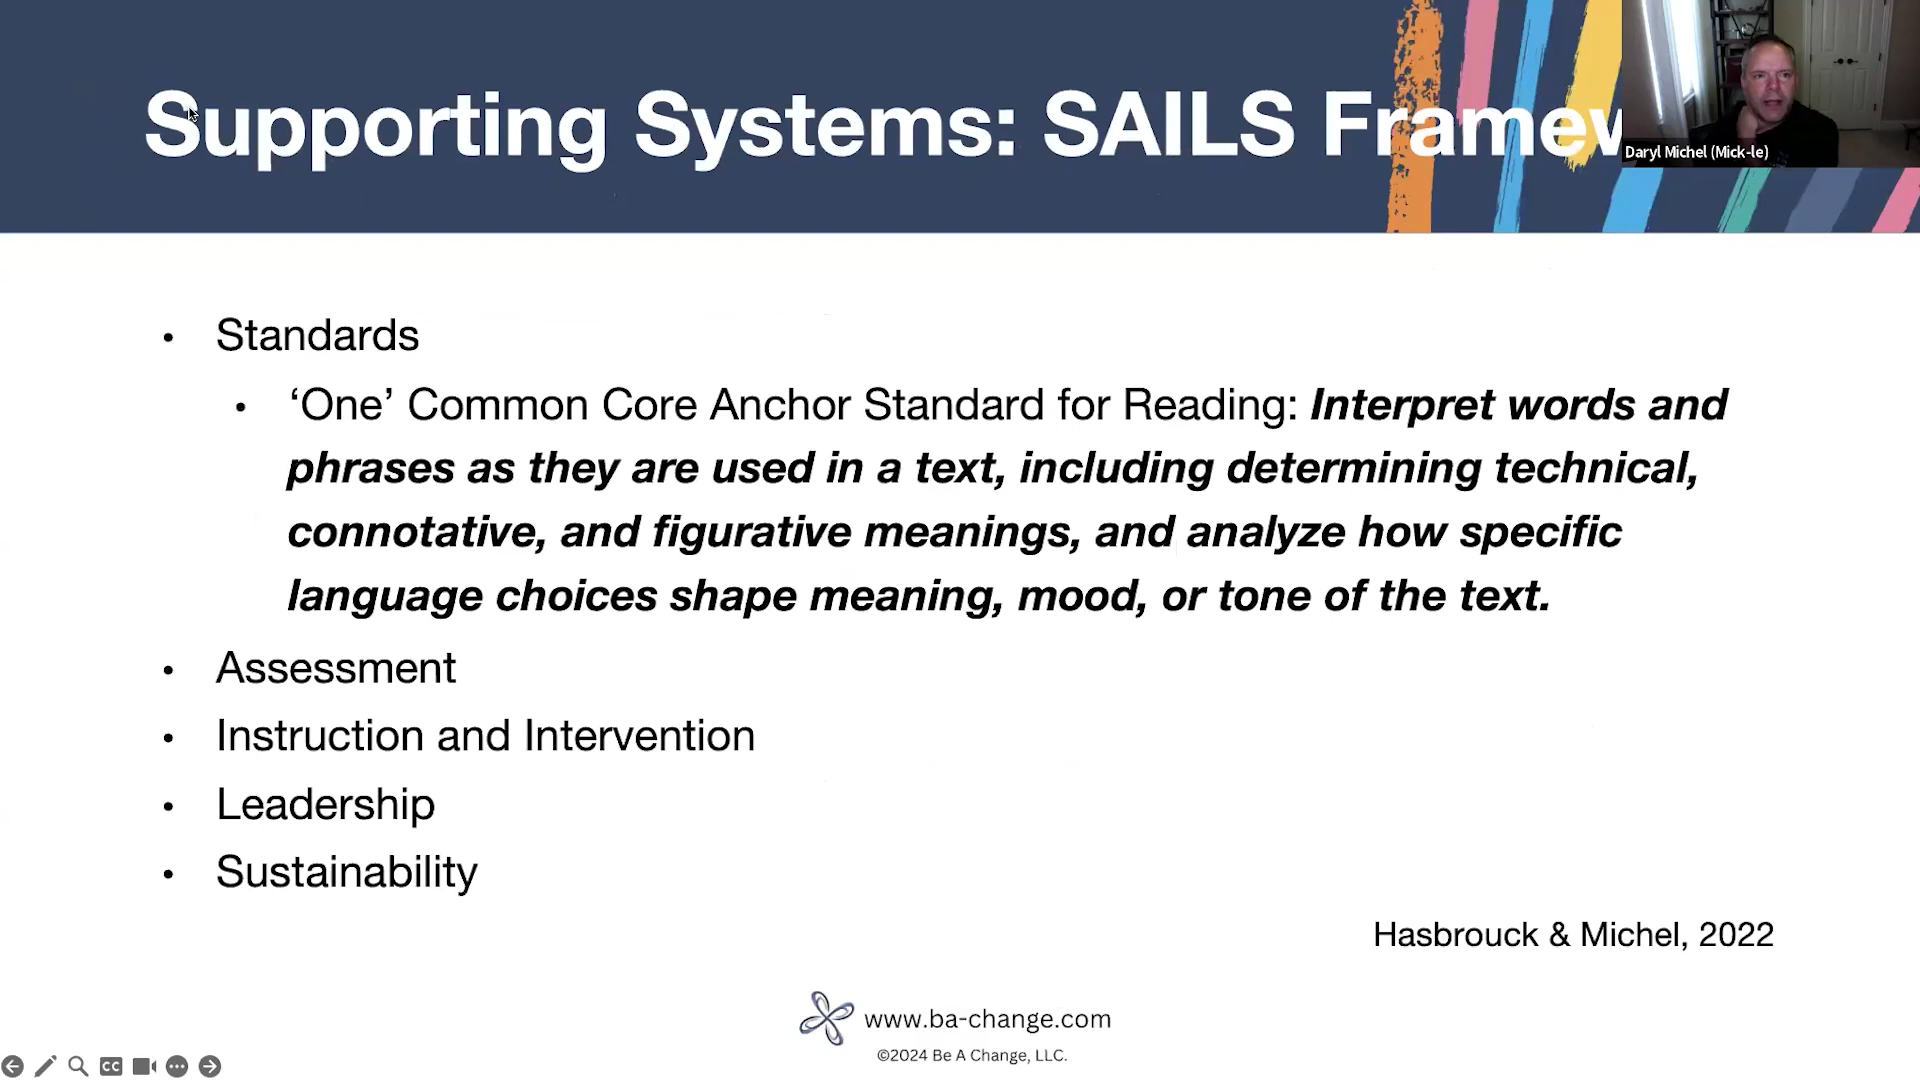 Supporting Systems: SAILS Framew
Daryl Michel (Mick-le)
• Standards
• ‘One’ Common Core Anchor Standard for Reading: Interpret words and
phrases as they are used in a text, including determining technical,
connotative, and figurative meanings, and analyze how specific
language choices shape meaning, mood, or tone of the text.
• Assessment
• Instruction and Intervention
• Leadership
• Sustainability
Hasbrouck & Michel, 2022
www.ba-change.com
©2024 Be A Change, LLC.
CC